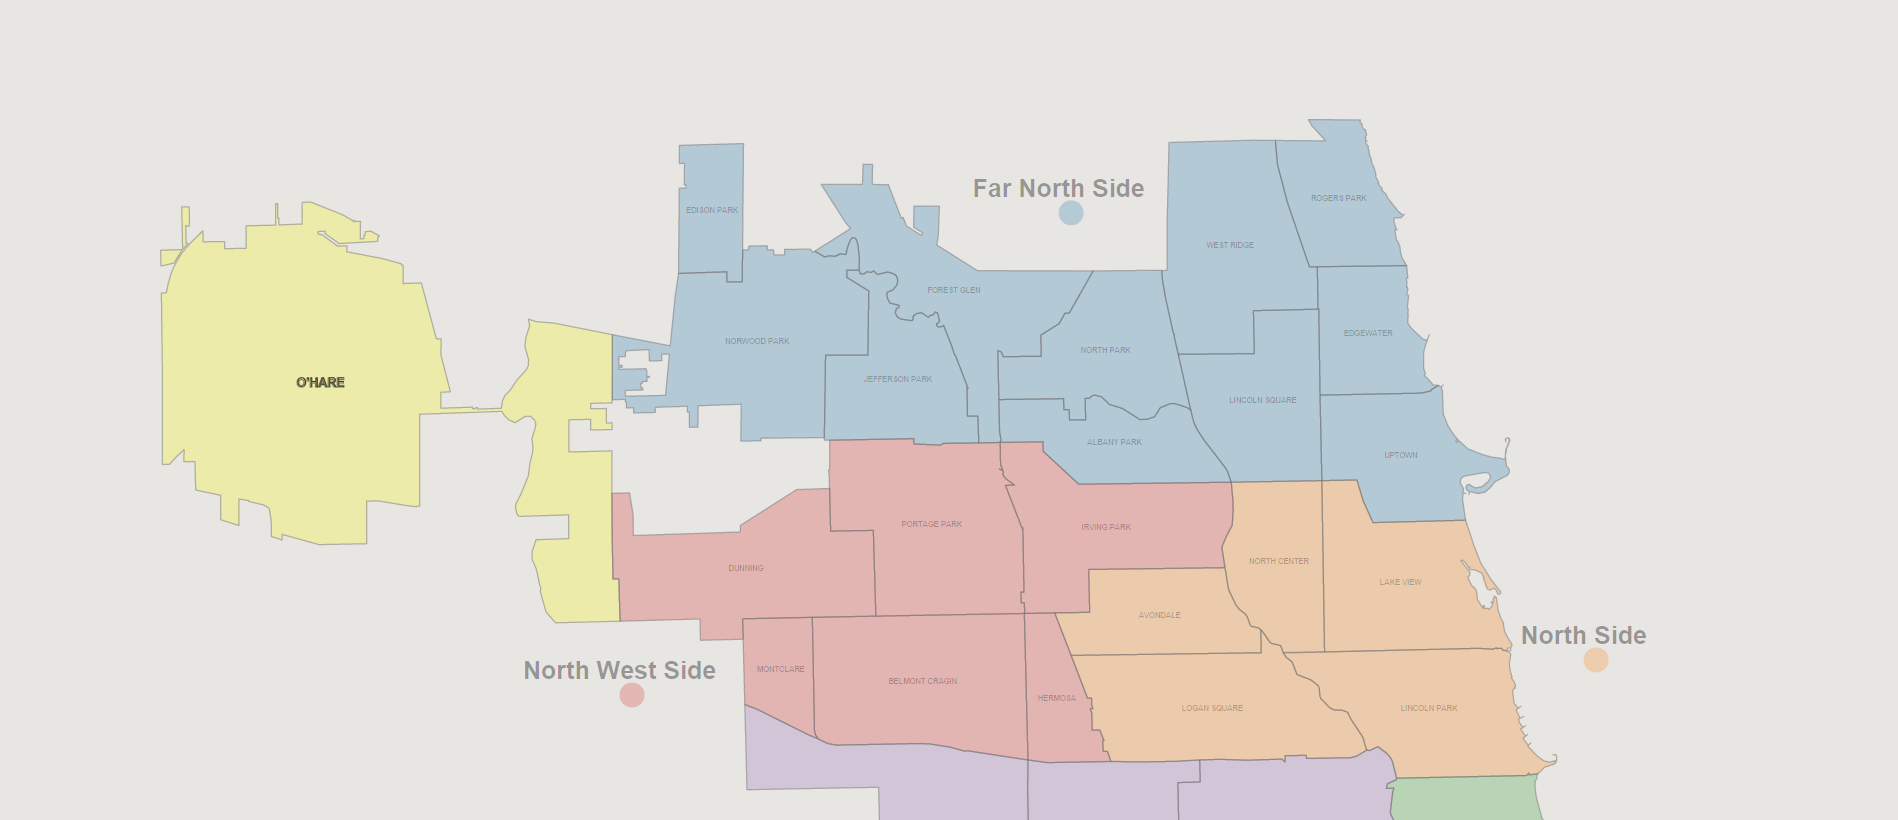 Far North Side
ROGERS PARK
EDISON PARK
WEST RIDGE
FOREST GLEN
EDGEWATER
NORWOOD PARK
NORTH PARK
JEFFERSON PARK
O'HARE
LINCOLN SQUARE
ALBANY PARK
UPTOWN
PORTAGE PARK
IRVING PARK
NORTH CENTER
DUNNING
LAKE VIEW
AVONDALE
North Side
North West Side
MONTCLARE
BELMONT CRAGIN
HERMOSA
LOGAN SQUARE
LINCOLN PARK